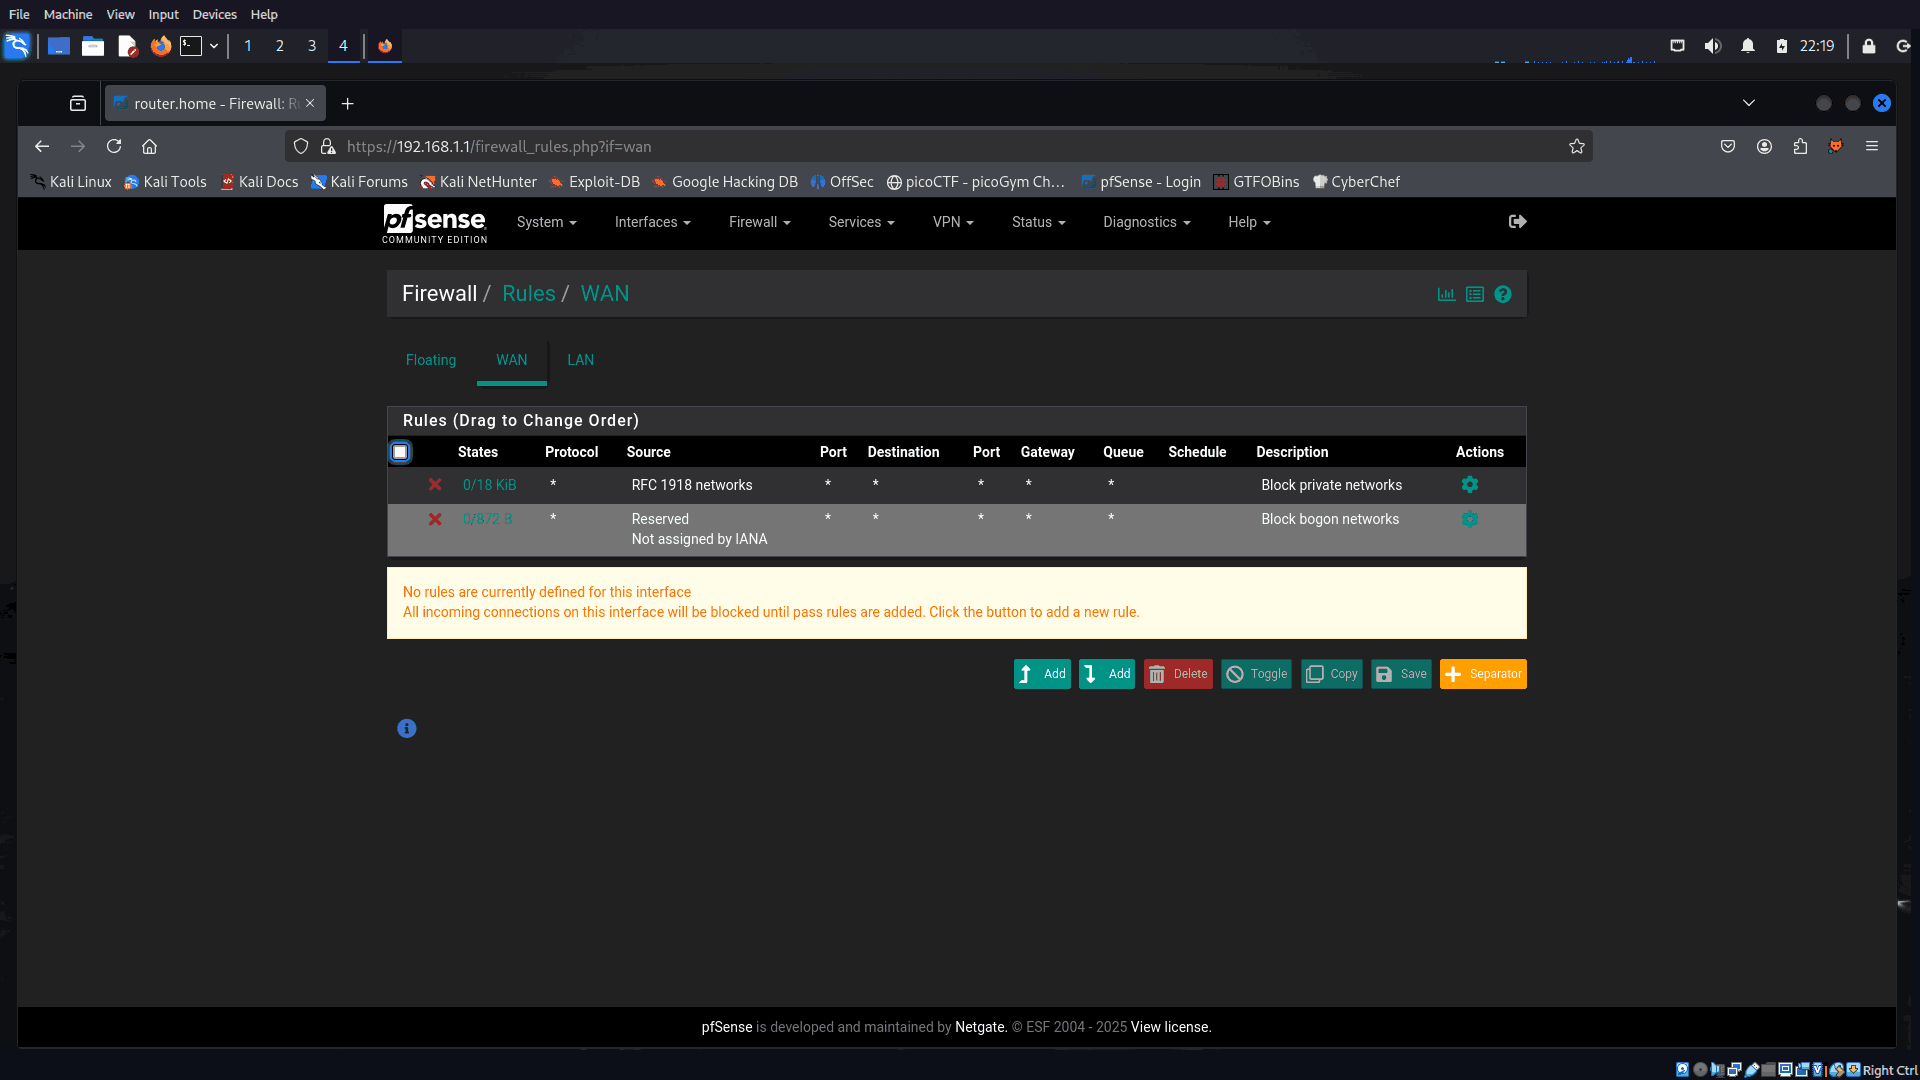 File Machine View Input Devices Help
1 2 3 4 22:19
router.home - Firewall: Ru
https://192.168.1.1/firewall_rules.php?if=wan
Kali Linux Kali Tools Kali Docs Kali Forums Kali NetHunter Exploit-DB Google Hacking DB OffSec picoCTF - picoGym Ch... pfSense - Login GTFOBins CyberChef
pfsense System Interfaces Firewall Services VPN Status Diagnostics Help
COMMUNITY EDITION
Firewall / Rules / WAN
Floating WAN LAN
Rules (Drag to Change Order)
States Protocol Source Port Destination Port Gateway Queue Schedule Description Actions
0/18 KiB * RFC 1918 networks * * * * * Block private networks
0/872 B * Reserved * * * * * Block bogon networks
Not assigned by IANA
No rules are currently defined for this interface
All incoming connections on this interface will be blocked until pass rules are added. Click the button to add a new rule.
Add Add Delete Toggle Copy Save Separator
pfSense is developed and maintained by Netgate. © ESF 2004 - 2025 View license.
Right Ctrl